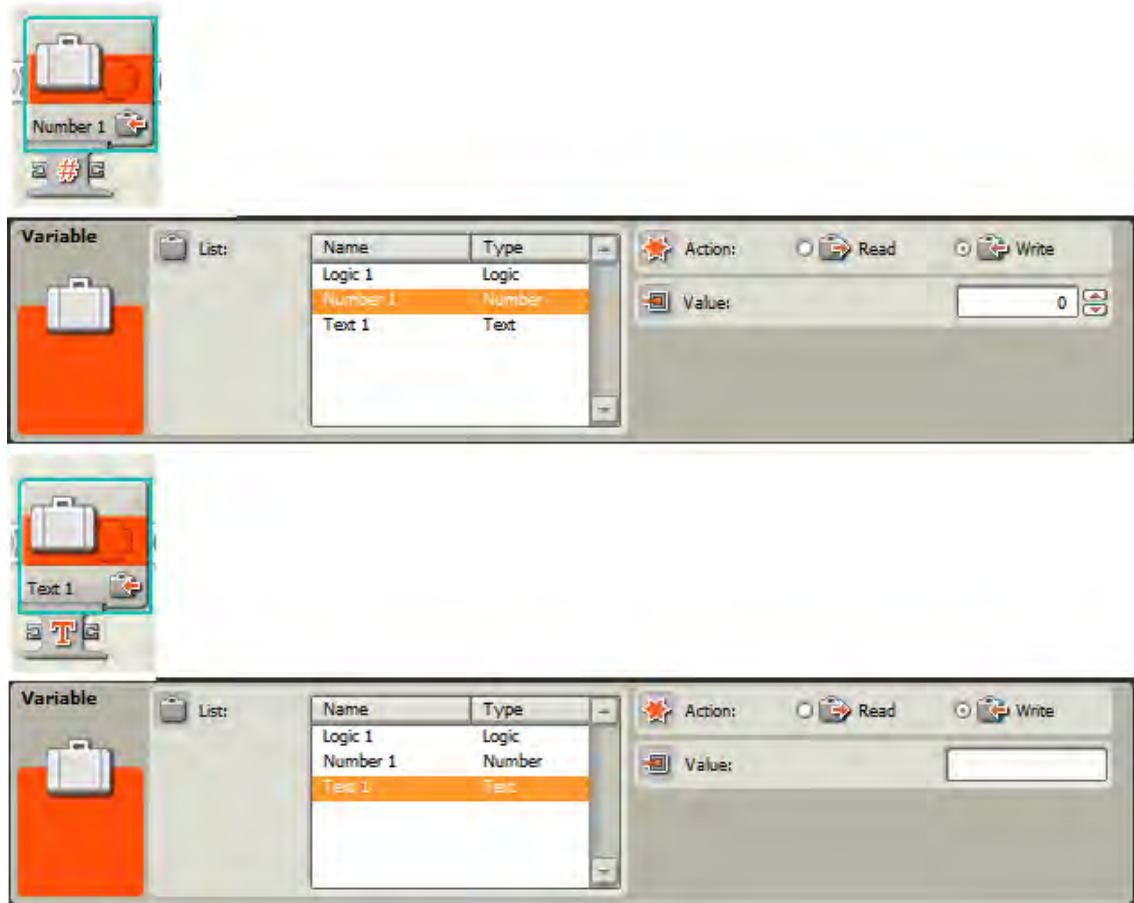 Number 1
#
Variable
List:
Name Type
Logic 1 Logic
Number 1 Number
Text 1 Text
Action: Read Write
Value: 0
Text 1
T
Variable
List:
Name Type
Logic 1 Logic
Number 1 Number
Text 1 Text
Action: Read Write
Value: